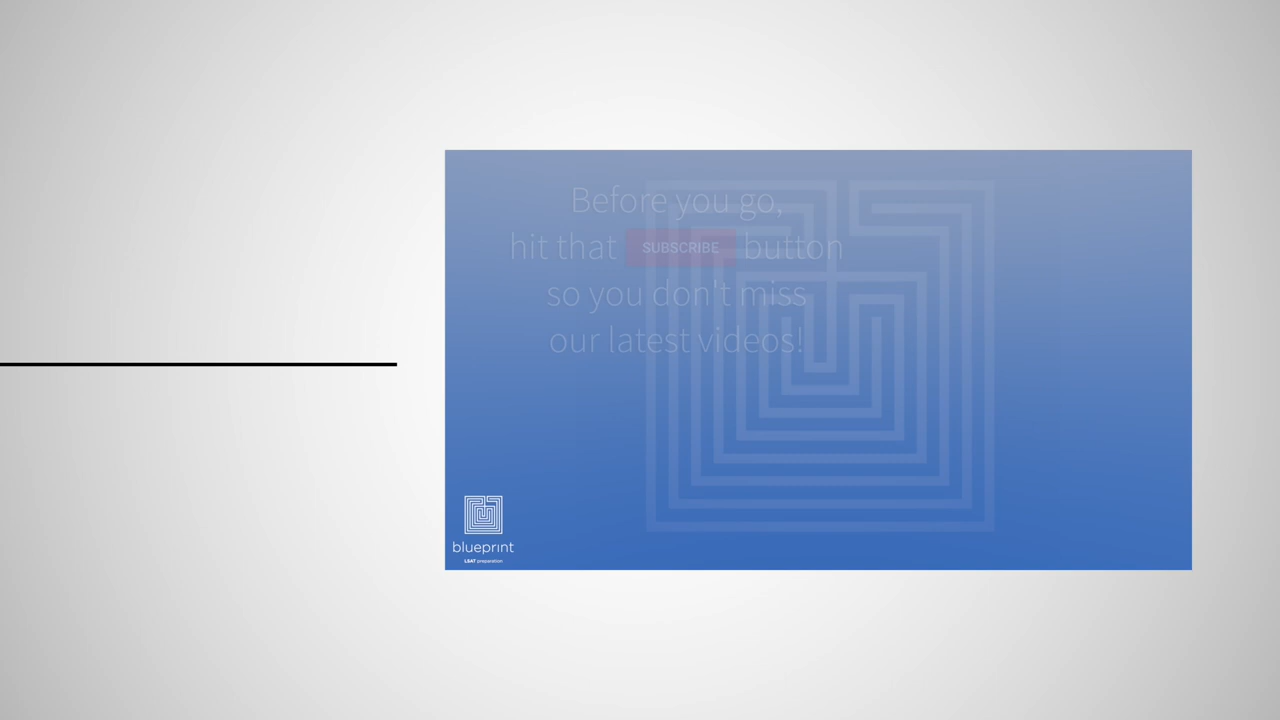 Before you go,
hit that SUBSCRIBE button
so you don't miss
our latest videos!
blueprint
LSAT preparation